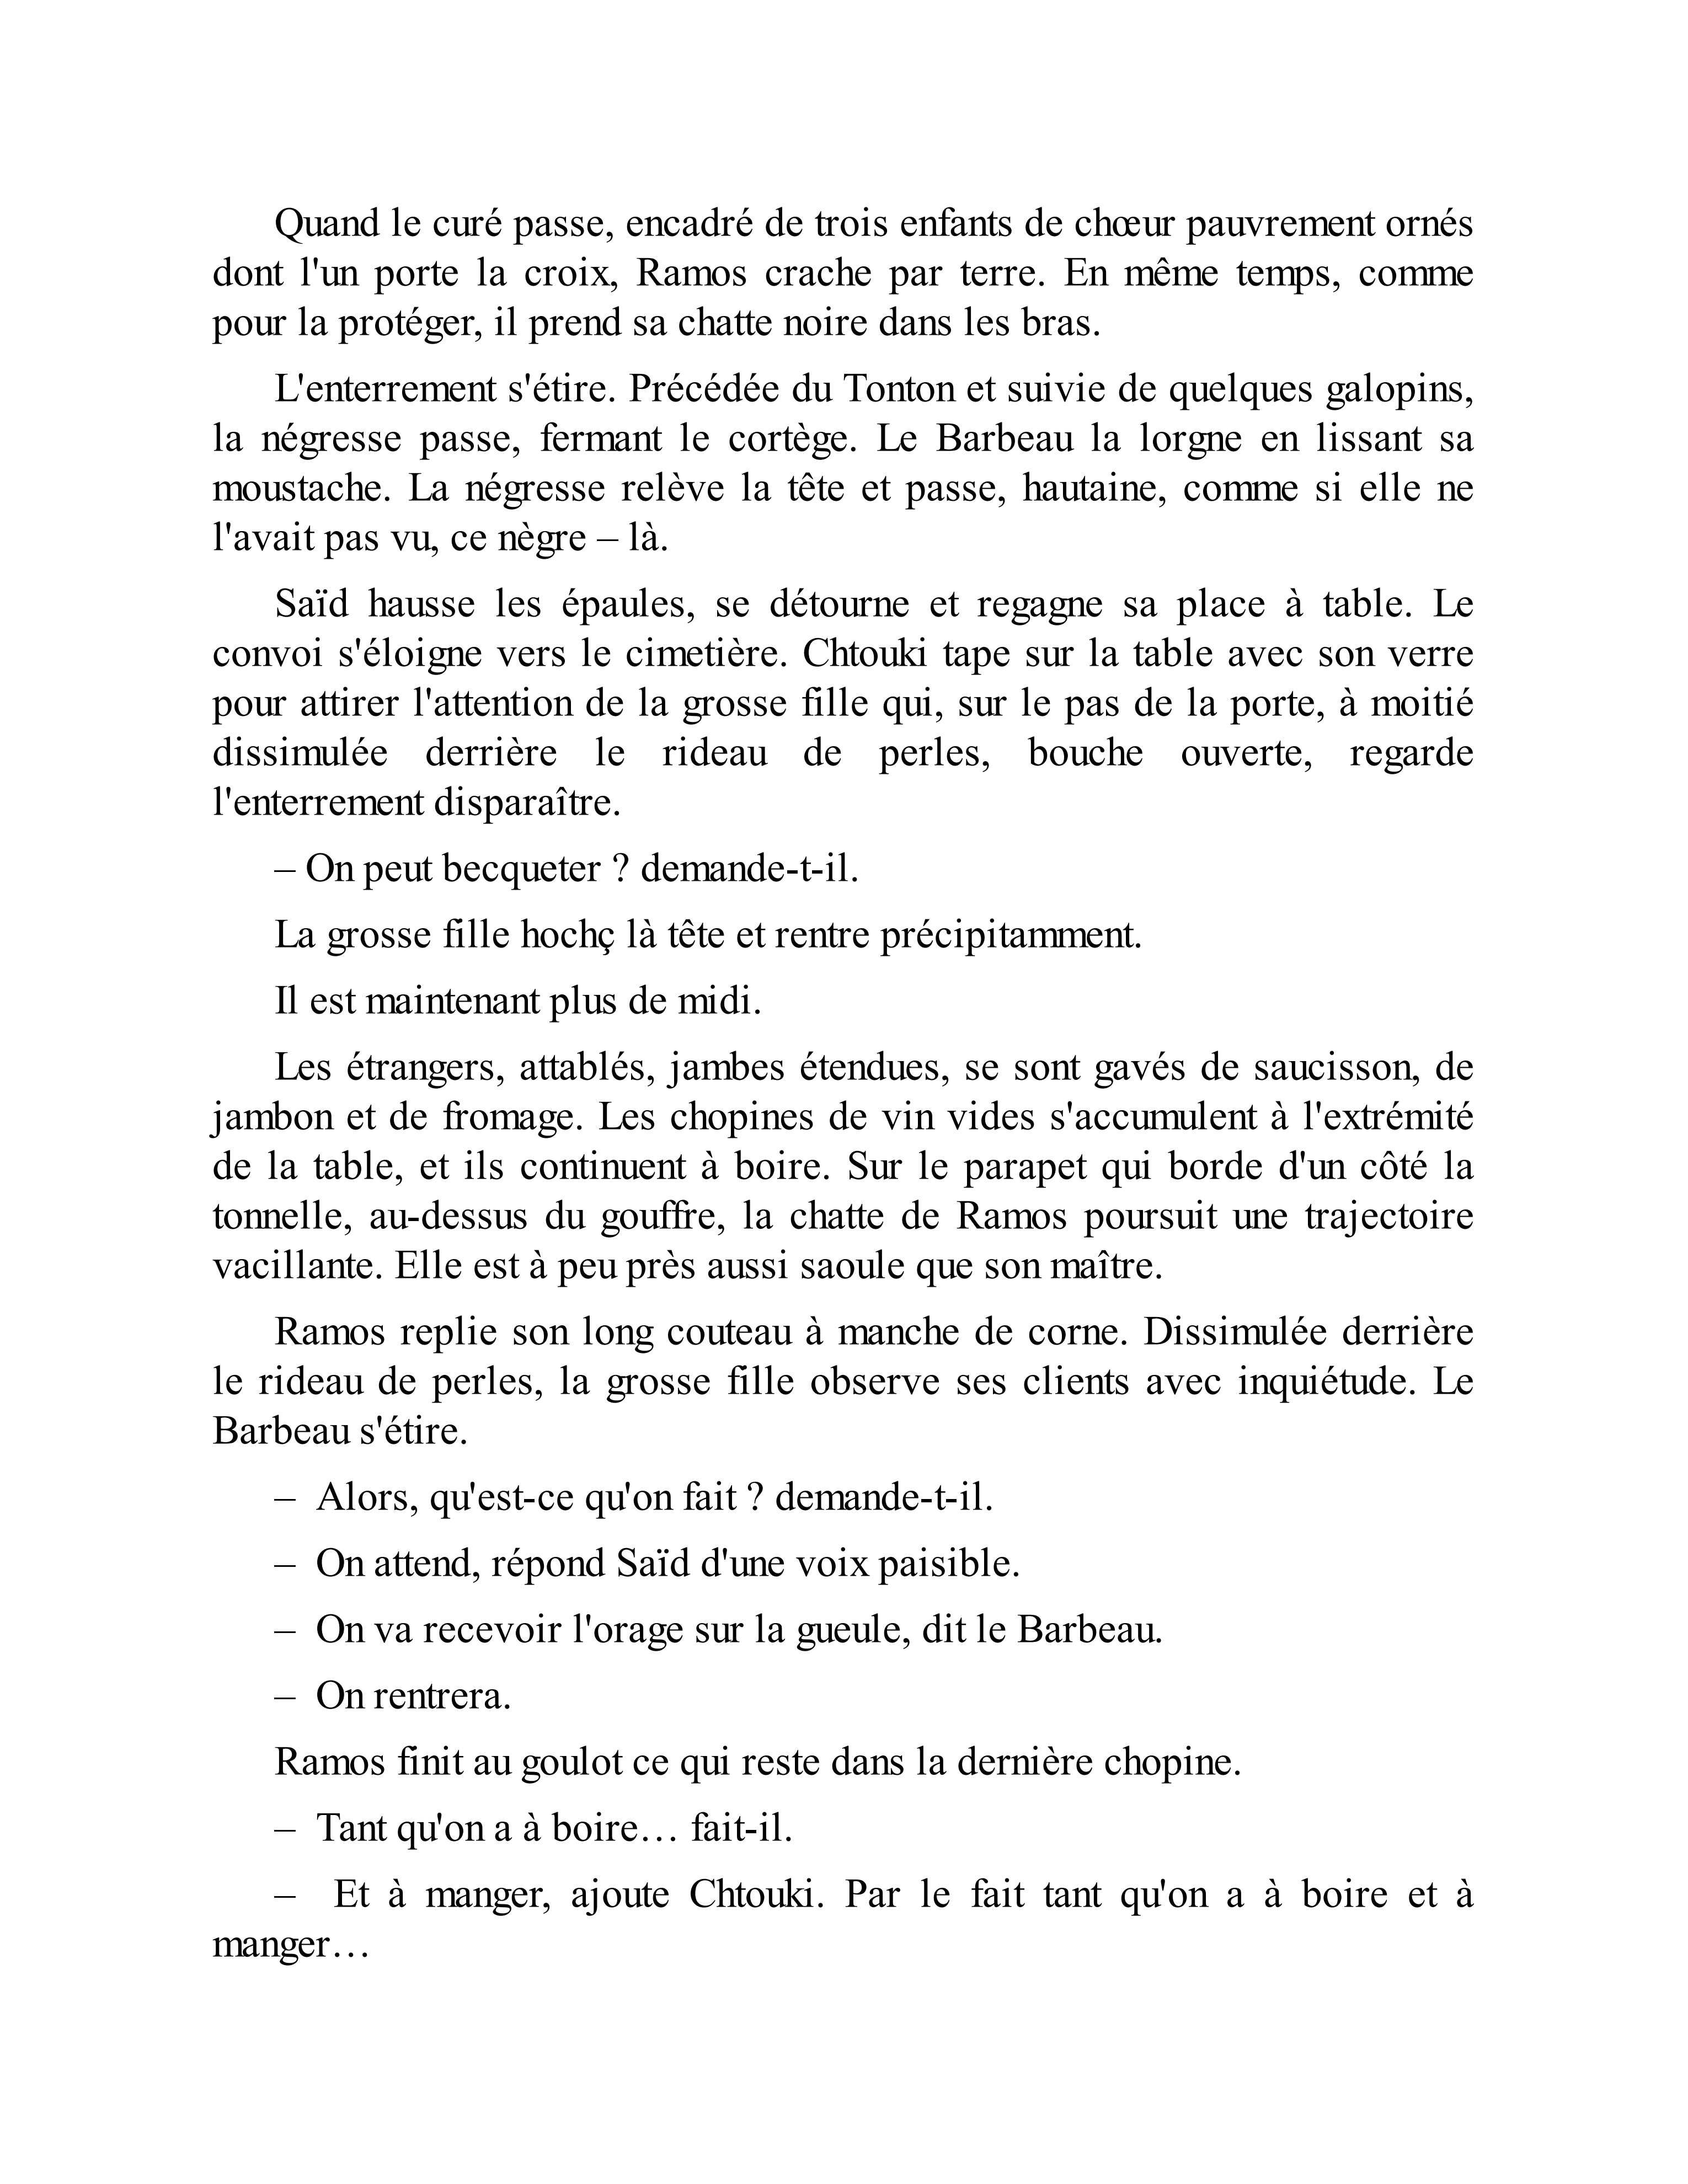 Quand le curé passe, encadré de trois enfants de chœur pauvrement ornés
dont l'un porte la croix, Ramos crache par terre. En même temps, comme
pour la protéger, il prend sa chatte noire dans les bras.
L'enterrement s'étire. Précédée du Tonton et suivie de quelques galopins,
la négresse passe, fermant le cortège. Le Barbeau la lorgne en lissant sa
moustache. La négresse relève la tête et passe, hautaine, comme si elle ne
l'avait pas vu, ce nègre – là.
Saïd hausse les épaules, se détourne et regagne sa place à table. Le
convoi s'éloigne vers le cimetière. Chtouki tape sur la table avec son verre
pour attirer l'attention de la grosse fille qui, sur le pas de la porte, à moitié
dissimulée derrière le rideau de perles, bouche ouverte, regarde
l'enterrement disparaître.
– On peut becqueter ? demande-t-il.
La grosse fille hochç là tête et rentre précipitamment.
Il est maintenant plus de midi.
Les étrangers, attablés, jambes étendues, se sont gavés de saucisson, de
jambon et de fromage. Les chopines de vin vides s'accumulent à l'extrémité
de la table, et ils continuent à boire. Sur le parapet qui borde d'un côté la
tonnelle, au-dessus du gouffre, la chatte de Ramos poursuit une trajectoire
vacillante. Elle est à peu près aussi saoule que son maître.
Ramos replie son long couteau à manche de corne. Dissimulée derrière
le rideau de perles, la grosse fille observe ses clients avec inquiétude. Le
Barbeau s'étire.
– Alors, qu'est-ce qu'on fait ? demande-t-il.
– On attend, répond Saïd d'une voix paisible.
– On va recevoir l'orage sur la gueule, dit le Barbeau.
– On rentrera.
Ramos finit au goulot ce qui reste dans la dernière chopine.
– Tant qu'on a à boire… fait-il.
– Et à manger, ajoute Chtouki. Par le fait tant qu'on a à boire et à
manger…